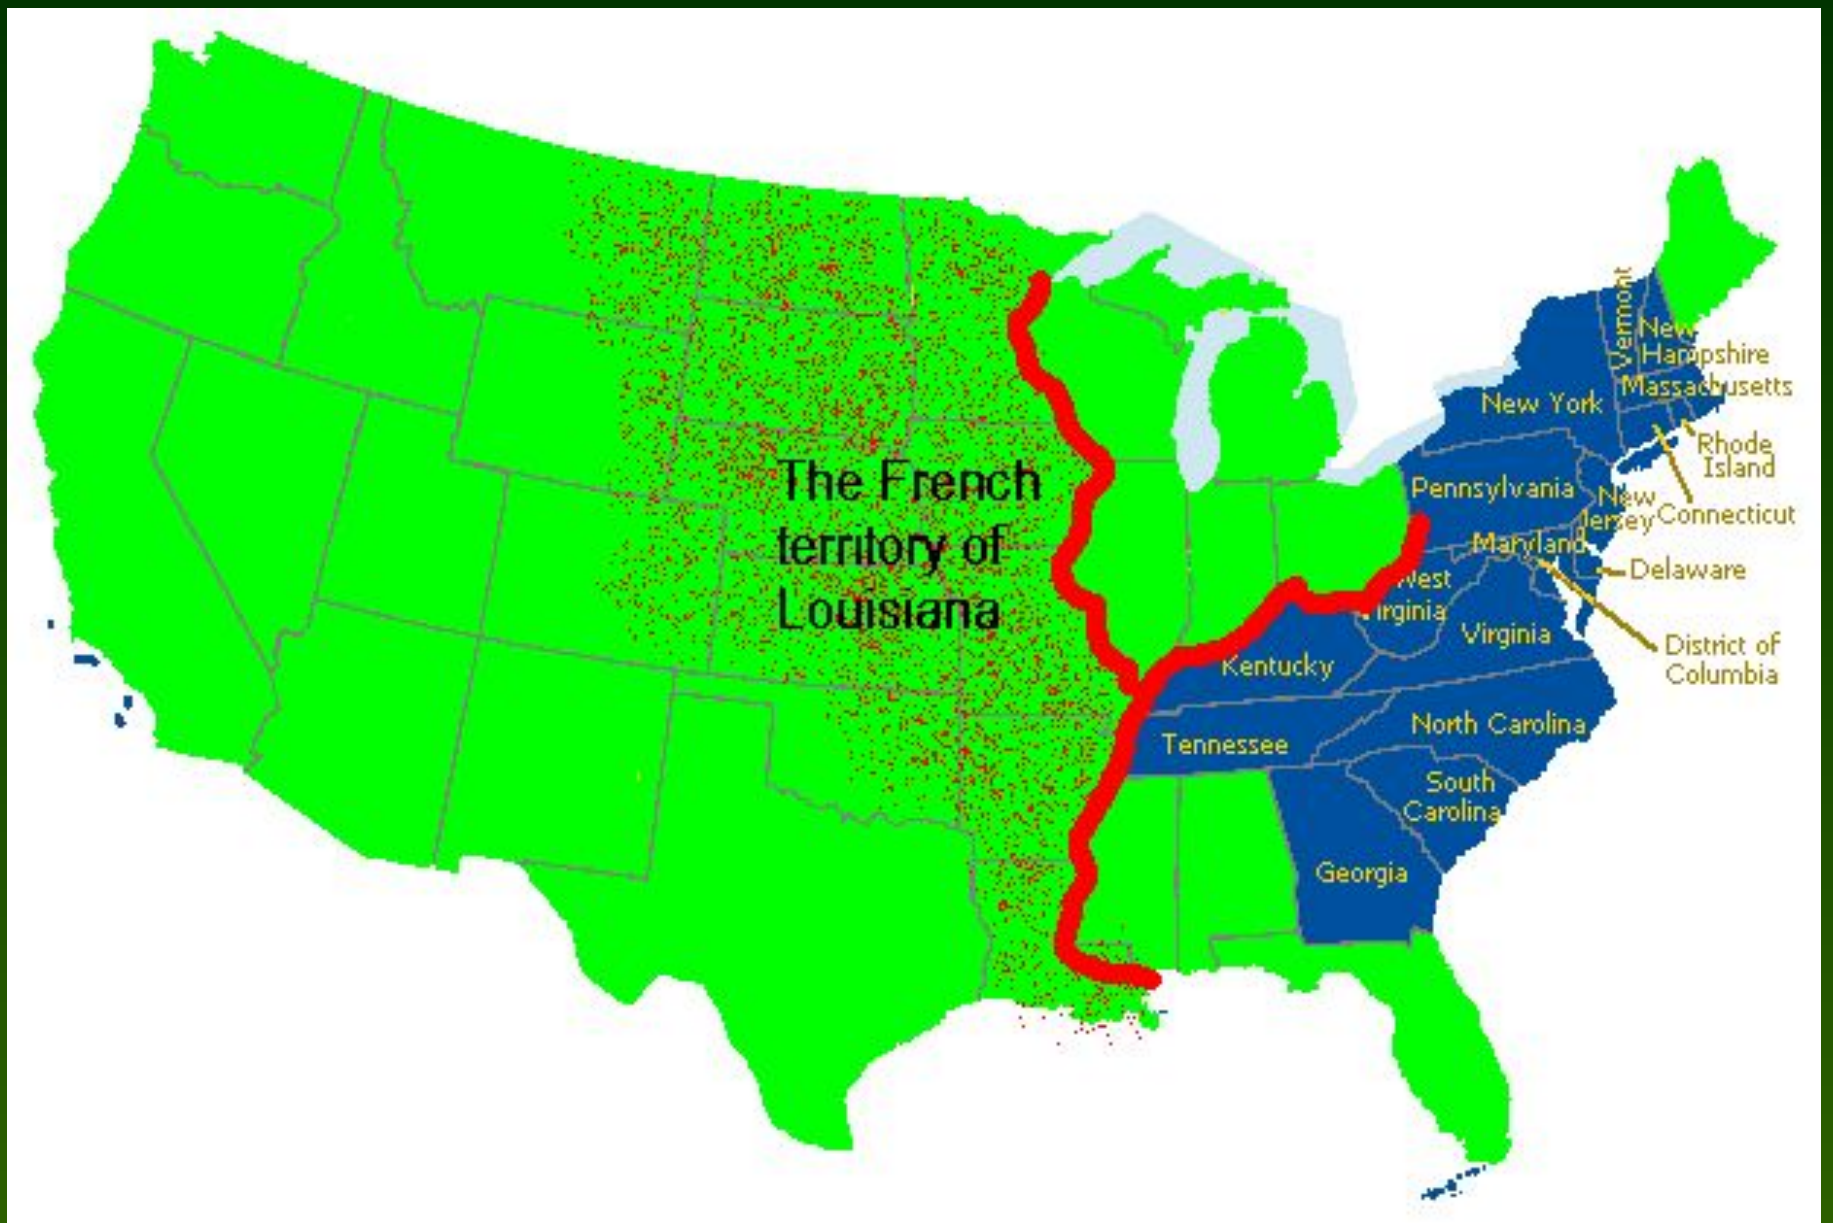 The French
territory of
Louisiana
Vermont
New
Hampshire
Massachusetts
New York
Rhode
Island
Pennsylvania
New
Jersey
Connecticut
Maryland
Delaware
West
Virginia
Virginia
District of
Columbia
Kentucky
North Carolina
Tennessee
South
Carolina
Georgia